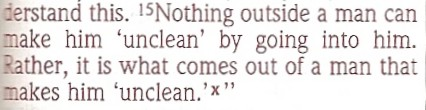 derstand this. ¹⁵Nothing outside a man can
make him ‘unclean’ by going into him.
Rather, it is what comes out of a man that
makes him ‘unclean.’ˣ”